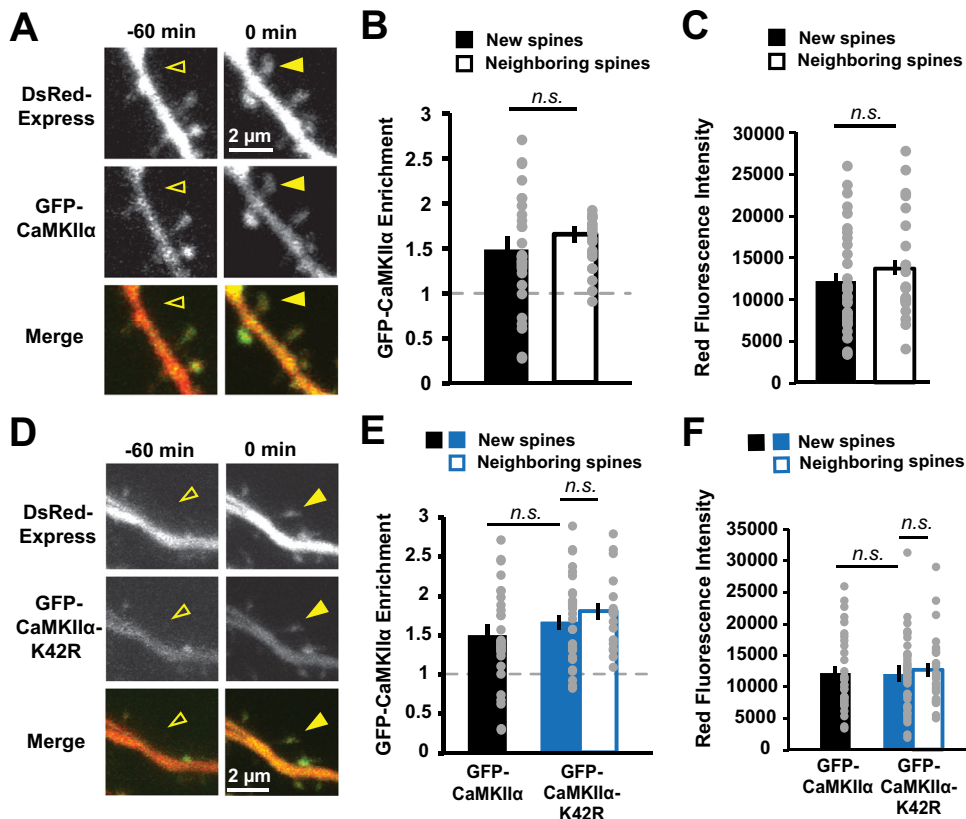 A
-60 min
0 min
DsRed-
Express
2 µm
GFP-
CaMKIIα
Merge
B
New spines
Neighboring spines
n.s.
GFP-CaMKIIα Enrichment
3
2.5
2
1.5
1
0.5
0
C
New spines
Neighboring spines
n.s.
Red Fluorescence Intensity
30000
25000
20000
15000
10000
5000
0
D
-60 min
0 min
DsRed-
Express
GFP-
CaMKIIα-
K42R
Merge
2 µm
E
New spines
Neighboring spines
n.s.
n.s.
GFP-CaMKIIα Enrichment
3
2.5
2
1.5
1
0.5
0
GFP-
CaMKIIα
GFP-
CaMKIIα-
K42R
F
New spines
Neighboring spines
n.s.
n.s.
Red Fluorescence Intensity
35000
30000
25000
20000
15000
10000
5000
0
GFP-
CaMKIIα
GFP-
CaMKIIα-
K42R